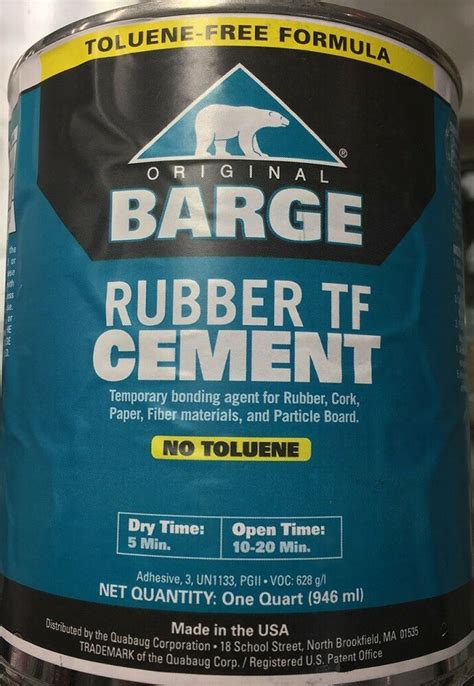 TOLUENE-FREE FORMULA
®
ORIGINAL
BARGE
RUBBER TF
CEMENT
Temporary bonding agent for Rubber, Cork,
Paper, Fiber materials, and Particle Board.
NO TOLUENE
Dry Time: Open Time:
5 Min. 10-20 Min.
Adhesive, 3, UN1133, PGII • VOC: 628 g/l
NET QUANTITY: One Quart (946 ml)
Made in the USA
Distributed by the Quabaug Corporation • 18 School Street, North Brookfield, MA 01535
TRADEMARK of the Quabaug Corp. / Registered U.S. Patent Office